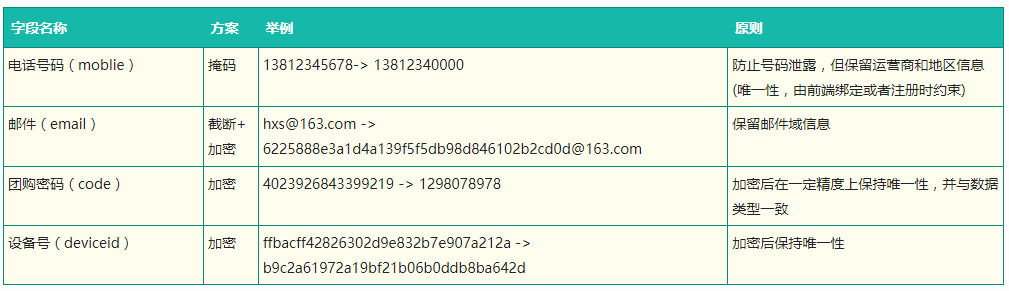 字段名称 方案 举例 原则
电话号码（moblie） 掩码 13812345678-> 13812340000 防止号码泄露，但保留运营商和地区信息
(唯一性，由前端绑定或者注册时约束)
邮件（email） 截断+ hxs@163.com -> 保留邮件域信息
加密 6225888e3a1d4a139f5f5db98d846102b2cd0d@163.com
团购密码（code） 加密 4023926843399219 -> 1298078978 加密后在一定精度上保持唯一性，并与数据
类型一致
设备号（deviceid） 加密 ffbacff42826302d9e832b7e907a212a -> 加密后保持唯一性
b9c2a61972a19bf21b06b0ddb8ba642d